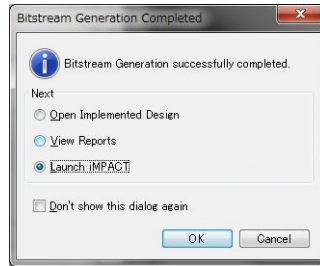 Bitstream Generation Completed
Bitstream Generation successfully completed.
Next
Open Implemented Design
View Reports
Launch iMPACT
Don't show this dialog again
OK
Cancel